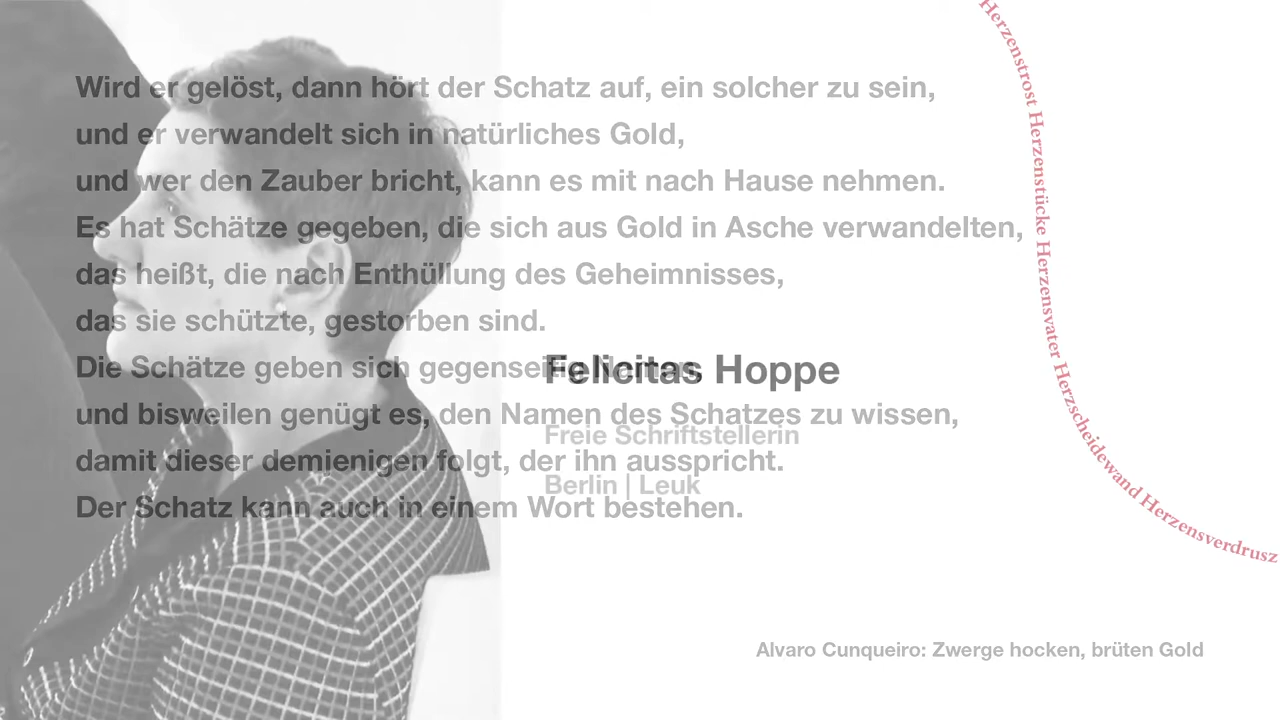 Wird er gelöst, dann hört der Schatz auf, ein solcher zu sein,
und er verwandelt sich in natürliches Gold,
und wer den Zauber bricht, kann es mit nach Hause nehmen.
Es hat Schätze gegeben, die sich aus Gold in Asche verwandelten,
das heißt, die nach Enthüllung des Geheimnisses,
das sie schützte, gestorben sind.
Die Schätze geben sich gegenseitig Namen,
und bisweilen genügt es, den Namen des Schatzes zu wissen,
damit dieser demjenigen folgt, der ihn ausspricht.
Der Schatz kann auch in einem Wort bestehen.
Felicitas Hoppe
Freie Schriftstellerin
Berlin | Leuk
Herzenstrost Herzenstücke Herzensvater Herzscheidewand Herzensverdrusz
Alvaro Cunqueiro: Zwerge hocken, brüten Gold